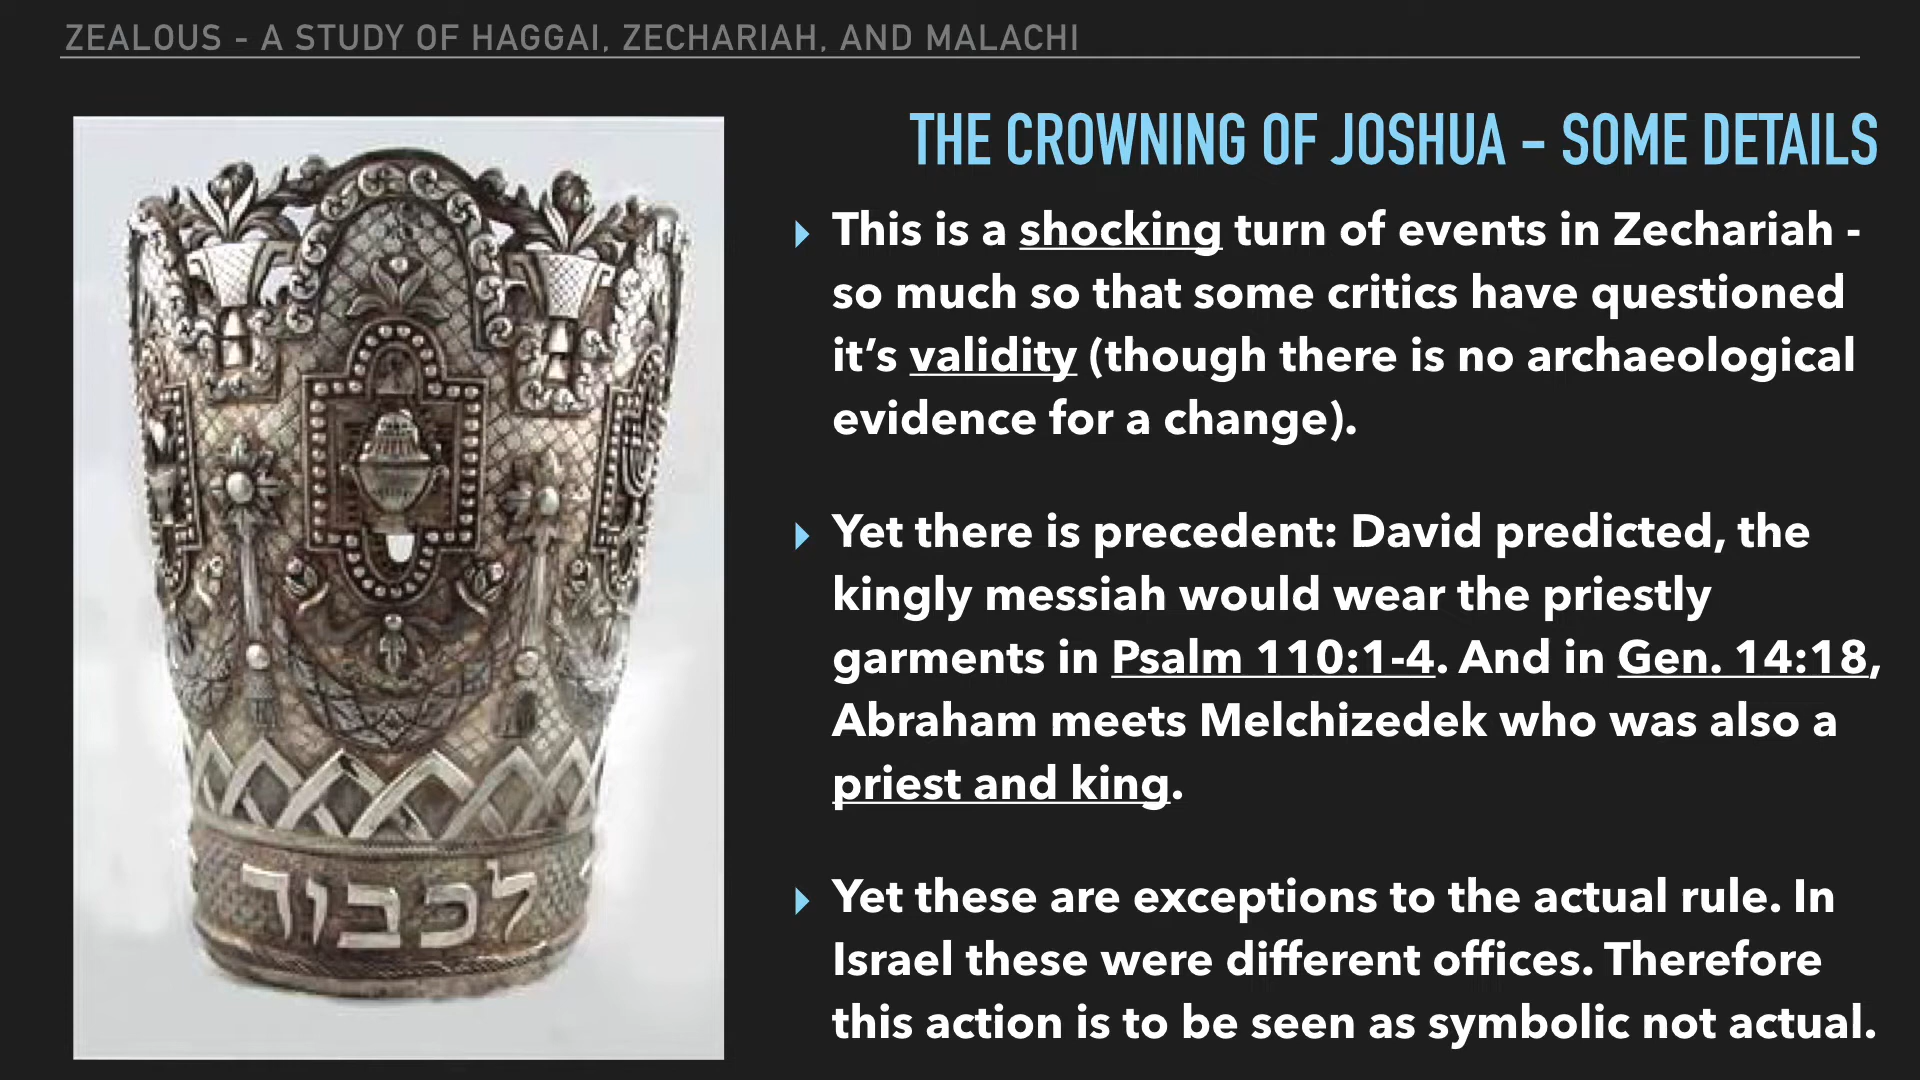 ZEALOUS - A STUDY OF HAGGAI, ZECHARIAH, AND MALACHI
THE CROWNING OF JOSHUA - SOME DETAILS
This is a shocking turn of events in Zechariah -
so much so that some critics have questioned
it’s validity (though there is no archaeological
evidence for a change).
Yet there is precedent: David predicted, the
kingly messiah would wear the priestly
garments in Psalm 110:1-4. And in Gen. 14:18,
Abraham meets Melchizedek who was also a
priest and king.
Yet these are exceptions to the actual rule. In
Israel these were different offices. Therefore
this action is to be seen as symbolic not actual.
לכבוד